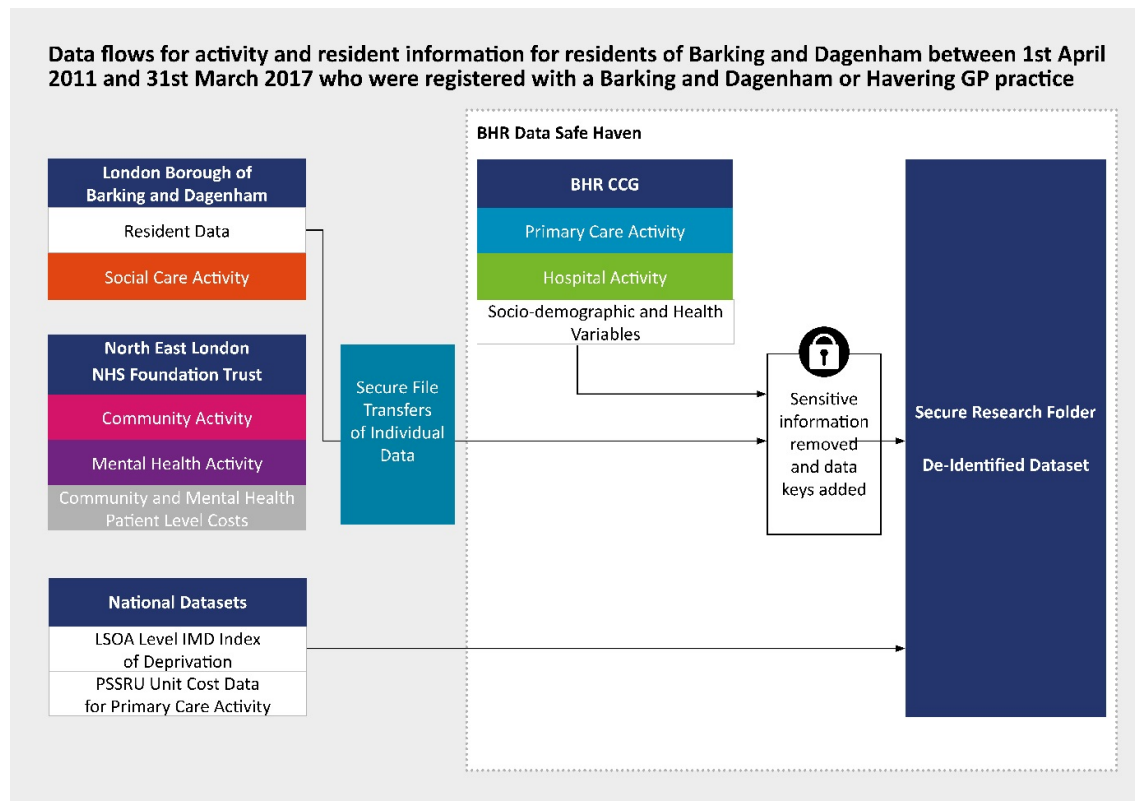 Data flows for activity and resident information for residents of Barking and Dagenham between 1st April
2011 and 31st March 2017 who were registered with a Barking and Dagenham or Havering GP practice
BHR Data Safe Haven
London Borough of
Barking and Dagenham
Resident Data
Social Care Activity
North East London
NHS Foundation Trust
Community Activity
Mental Health Activity
Community and Mental Health
Patient Level Costs
National Datasets
LSOA Level IMD Index
of Deprivation
PSSRU Unit Cost Data
for Primary Care Activity
Secure File
Transfers
of Individual
Data
BHR CCG
Primary Care Activity
Hospital Activity
Socio-demographic and Health
Variables
Sensitive
information
removed
and data
keys added
Secure Research Folder
De-Identified Dataset